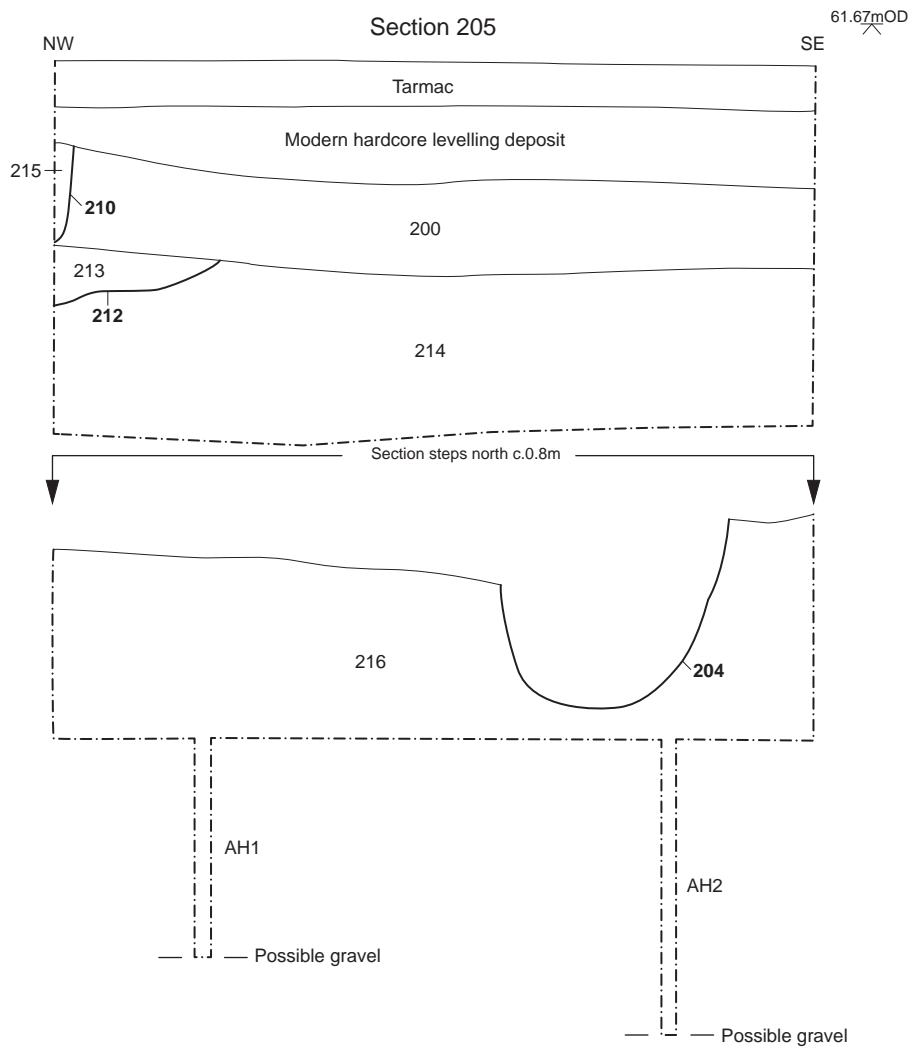 Section 205
61.67mOD
NW
SE
Tarmac
Modern hardcore levelling deposit
215
210
200
213
212
214
Section steps north c.0.8m
216
204
AH1
AH2
Possible gravel
Possible gravel